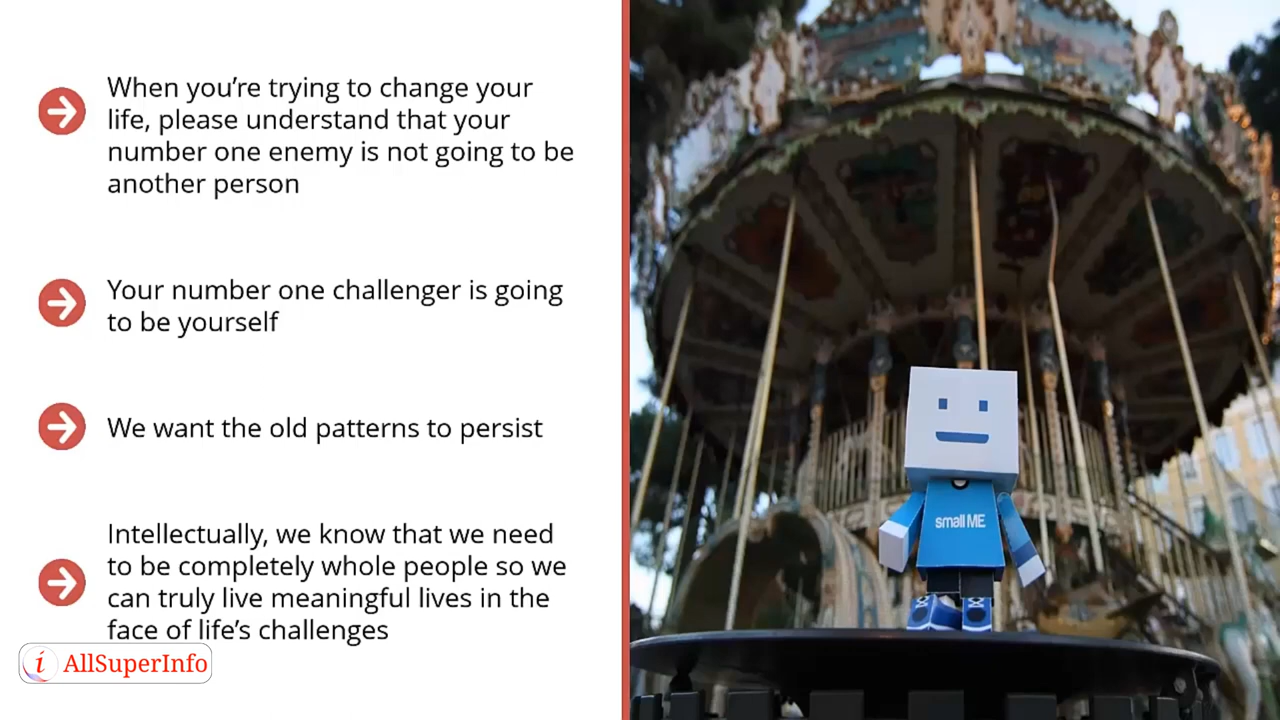 When you’re trying to change your
life, please understand that your
number one enemy is not going to be
another person
Your number one challenger is going
to be yourself
We want the old patterns to persist
Intellectually, we know that we need
to be completely whole people so we
can truly live meaningful lives in the
face of life’s challenges
i AllSuperInfo
small ME